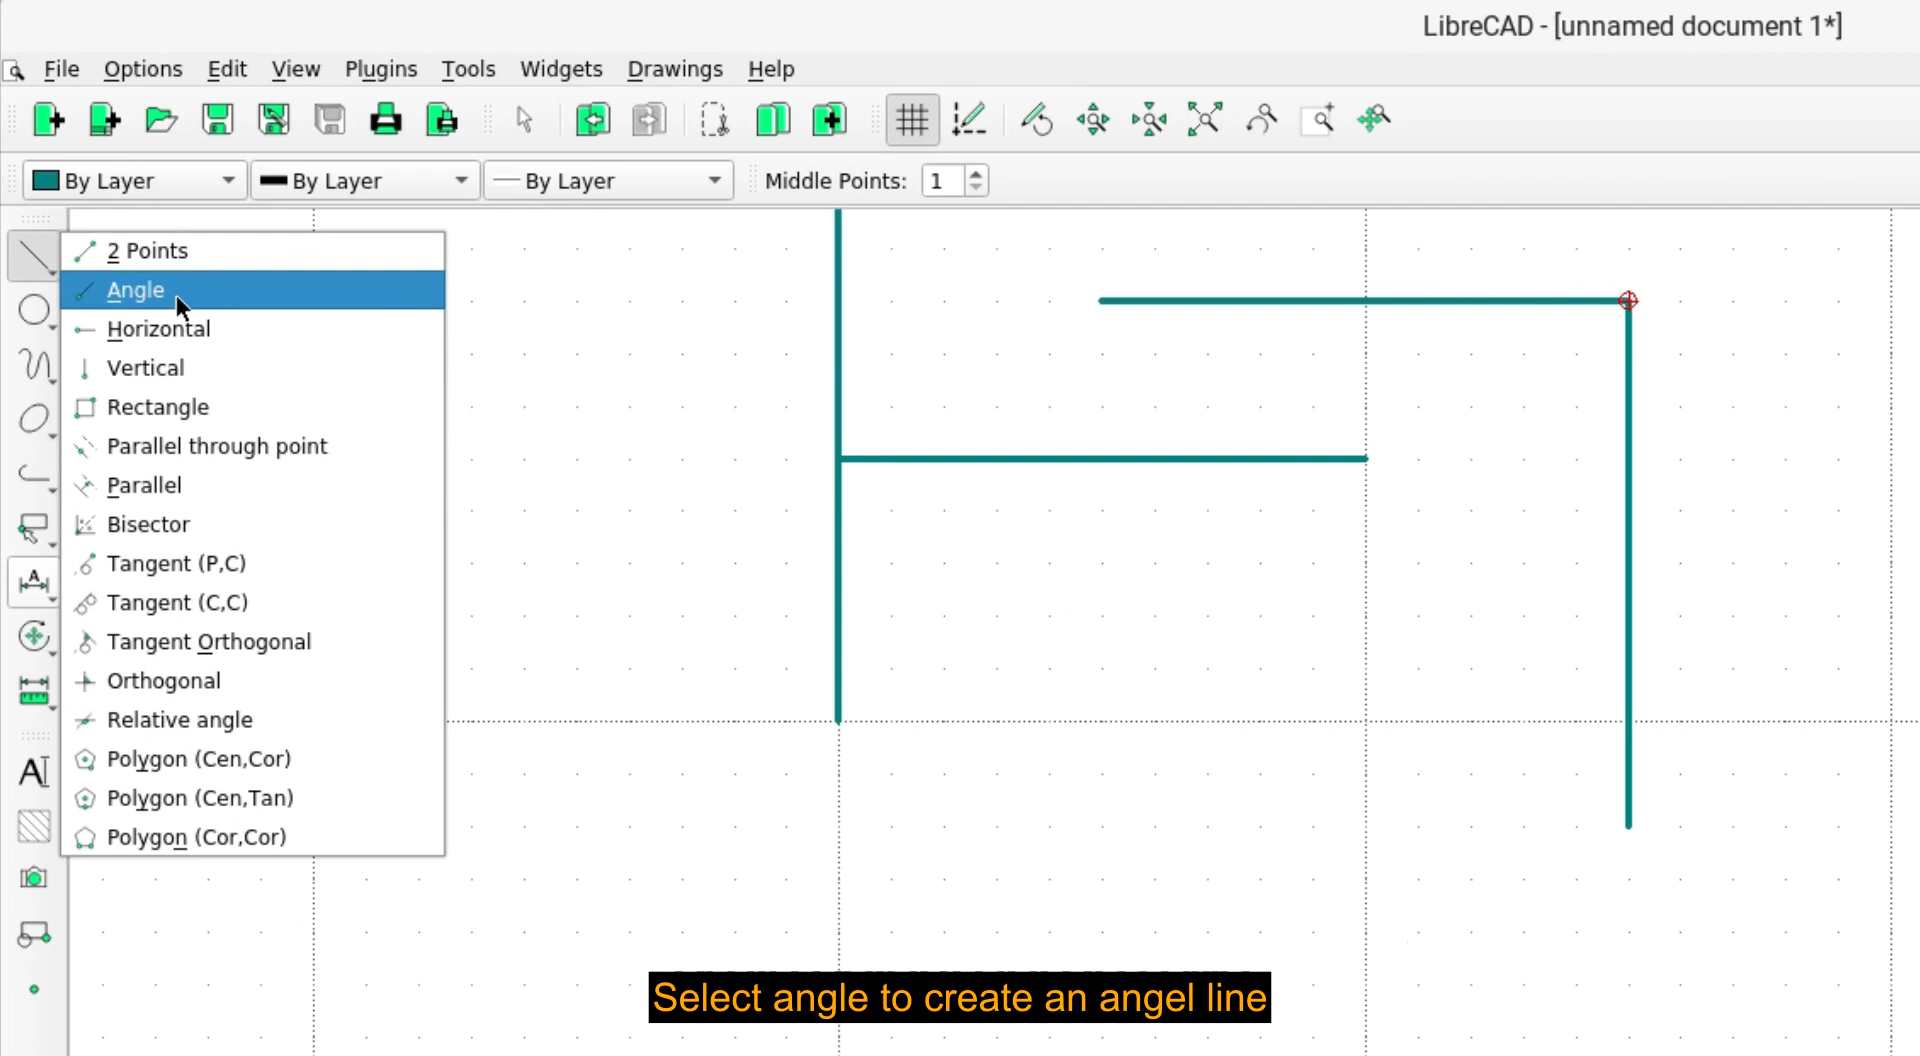 LibreCAD - [unnamed document 1*]
File Options Edit View Plugins Tools Widgets Drawings Help
By Layer By Layer By Layer Middle Points: 1
2 Points
Angle
Horizontal
Vertical
Rectangle
Parallel through point
Parallel
Bisector
Tangent (P,C)
Tangent (C,C)
Tangent Orthogonal
Orthogonal
Relative angle
Polygon (Cen,Cor)
Polygon (Cen,Tan)
Polygon (Cor,Cor)
Select angle to create an angel line